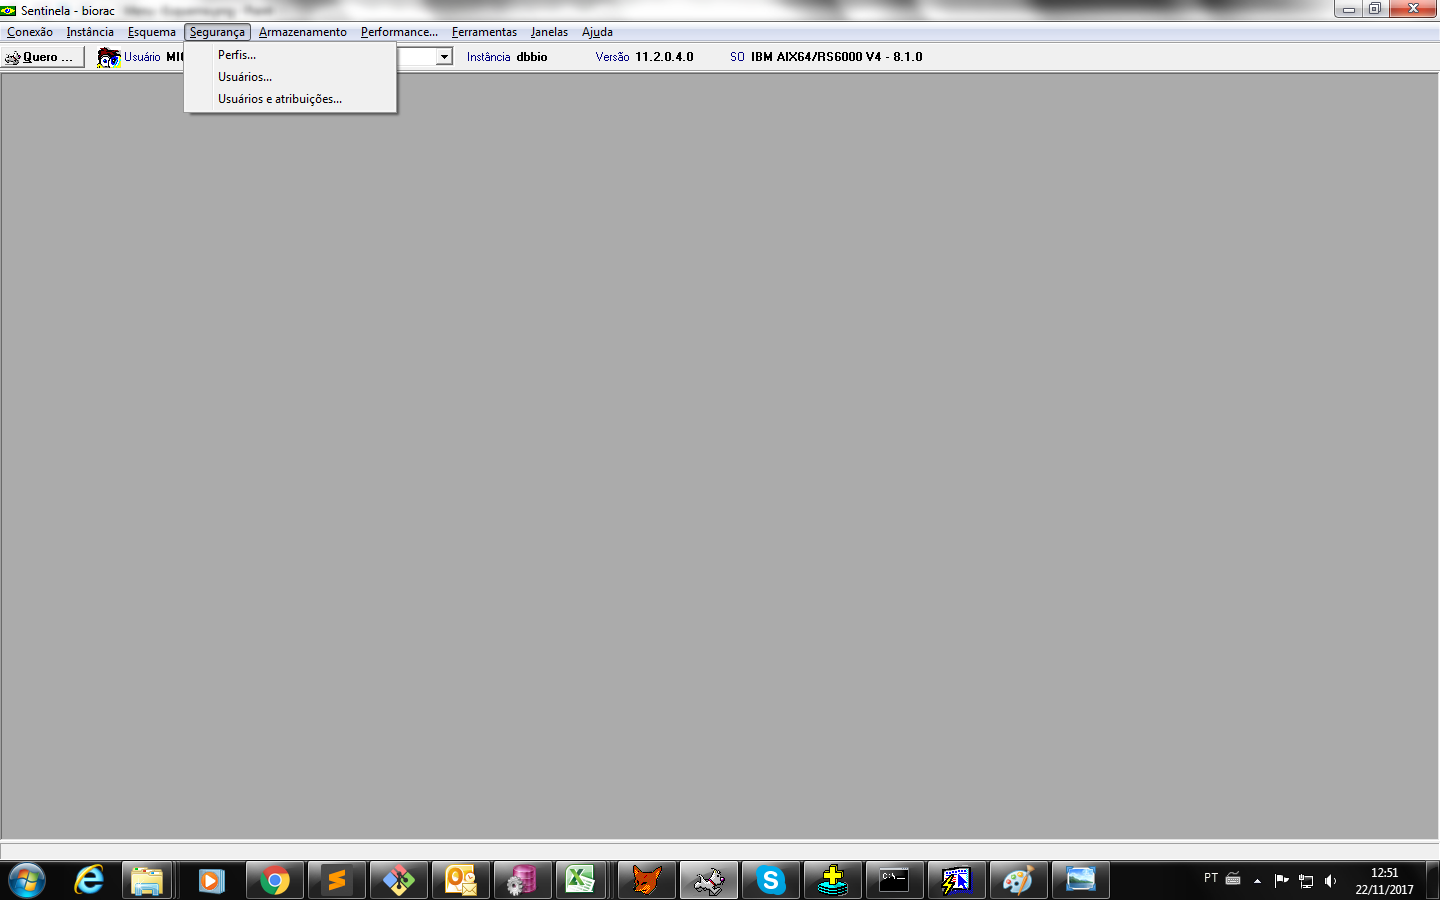 Sentinela - biorac
Conexão Instância Esquema Segurança Armazenamento Performance... Ferramentas Janelas Ajuda
Quero ... Usuário Instância dbbio Versão 11.2.0.4.0 SO IBM AIX64/RS6000 V4 - 8.1.0
Perfis...
Usuários...
Usuários e atribuições...
PT
12:51
22/11/2017